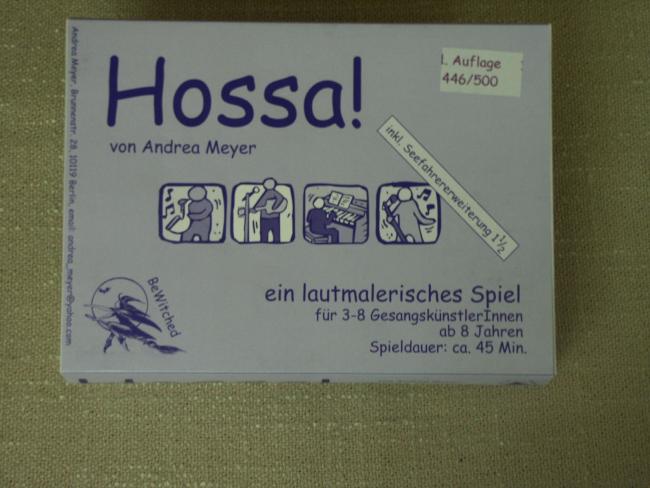 Hossa!
von Andrea Meyer
1. Auflage
446/500
inkl. Seefahrererweiterung 1½
ein lautmalerisches Spiel
für 3-8 GesangskünstlerInnen
ab 8 Jahren
Spieldauer: ca. 45 Min.
BeWitched
Andrea Meyer, Brunnenstr. 28, 10119 Berlin, email: andrea_meyer@yahoo.com